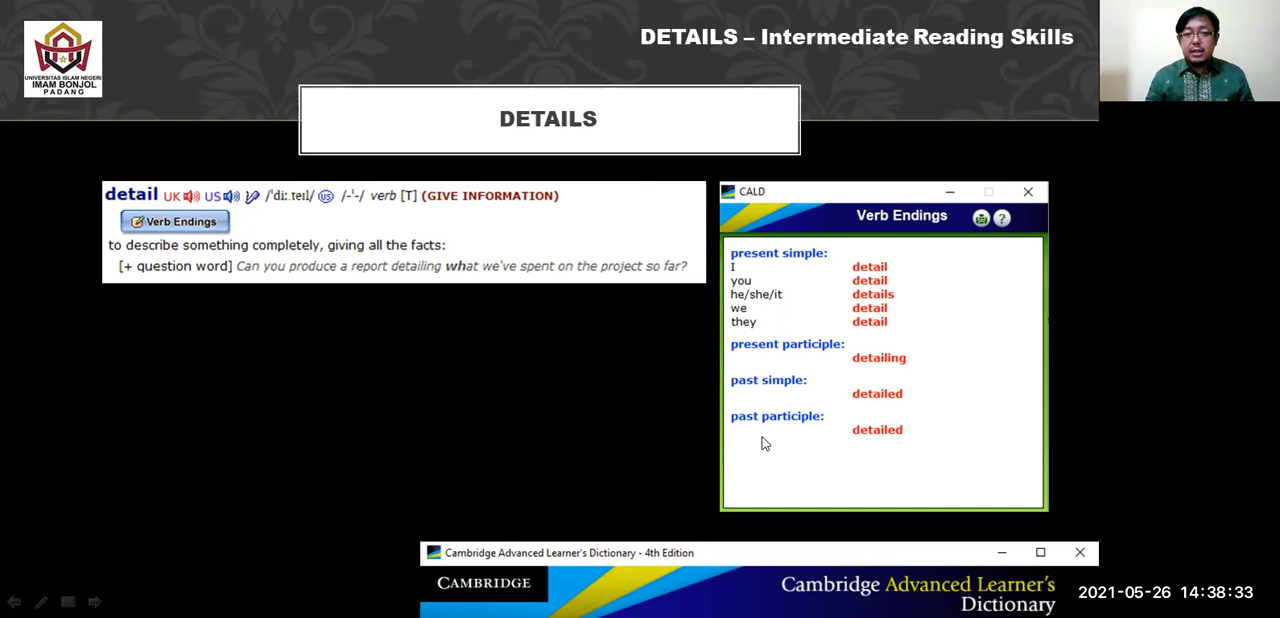 UNIVERSITAS ISLAM NEGERI
IMAM BONJOL
PADANG
DETAILS – Intermediate Reading Skills
DETAILS
detail UK US /ˈdiː.teɪl/ US /-ˈ-/ verb [T] (GIVE INFORMATION)
Verb Endings
to describe something completely, giving all the facts:
[+ question word] Can you produce a report detailing what we've spent on the project so far?
CALD
Verb Endings
?
present simple:
I detail
you detail
he/she/it details
we detail
they detail
present participle:
detailing
past simple:
detailed
past participle:
detailed
Cambridge Advanced Learner's Dictionary - 4th Edition
CAMBRIDGE
Cambridge Advanced Learner's
Dictionary
2021-05-26 14:38:33